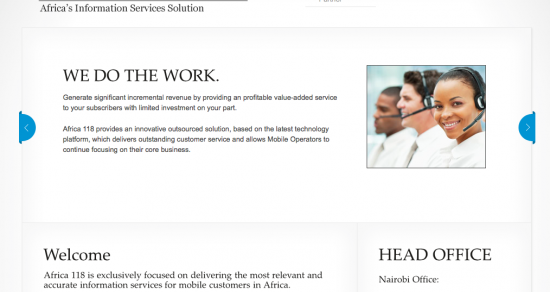 Africa's Information Services Solution
Partner
WE DO THE WORK.
Generate significant incremental revenue by providing an profitable value-added service
to your subscribers with limited investment on your part.
Africa 118 provides an innovative outsourced solution, based on the latest technology
platform, which delivers outstanding customer service and allows Mobile Operators to
continue focusing on their core business.
Welcome
Africa 118 is exclusively focused on delivering the most relevant and
accurate information services for mobile customers in Africa.
HEAD OFFICE
Nairobi Office: